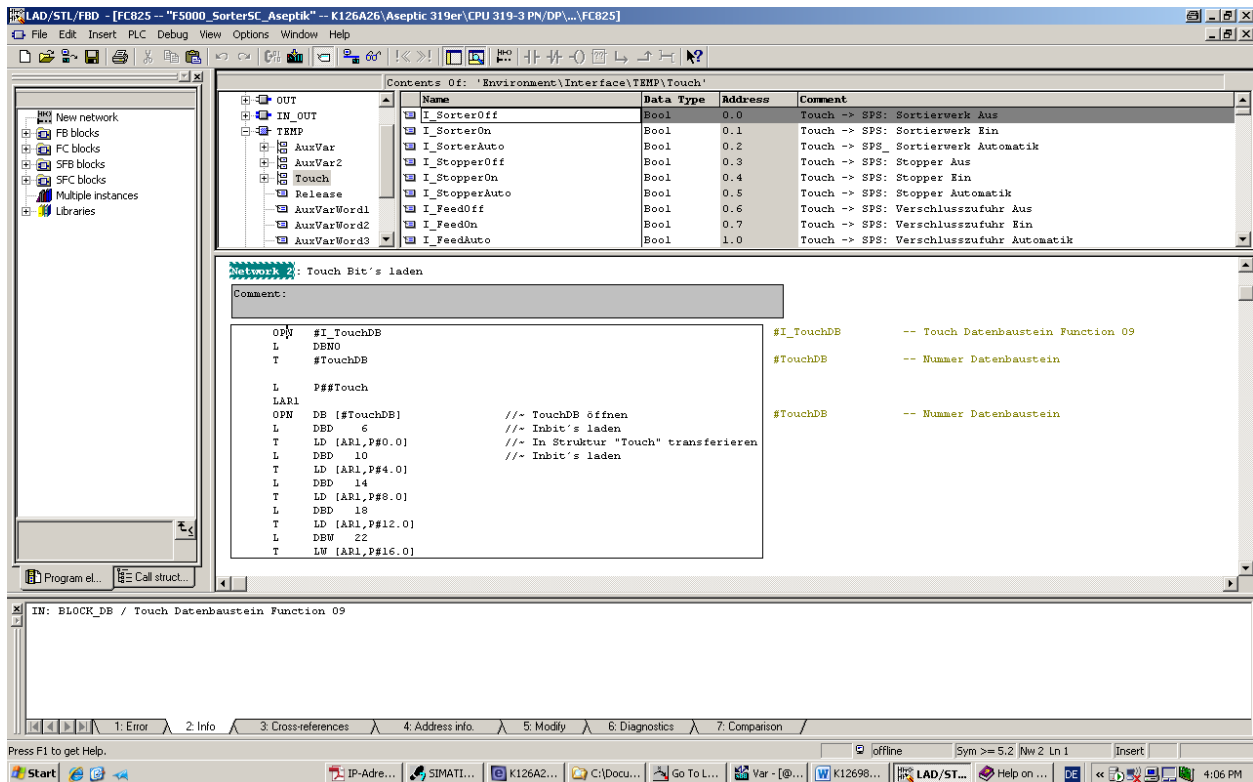 LAD/STL/FBD - [FC825 -- "F5000_SorterSC_Aseptik" -- K126A26\Aseptic 319er\CPU 319-3 PN/DP\...\FC825]
File Edit Insert PLC Debug View Options Window Help
Contents Of: 'Environment\Interface\TEMP\Touch'
New network
FB blocks
FC blocks
SFB blocks
SFC blocks
Multiple instances
Libraries
OUT
IN_OUT
TEMP
AuxVar
AuxVar2
Touch
Release
AuxVarWord1
AuxVarWord2
AuxVarWord3
Name Data Type Address Comment
I_SorterOff Bool 0.0 Touch -> SPS: Sortierwerk Aus
I_SorterOn Bool 0.1 Touch -> SPS: Sortierwerk Ein
I_SorterAuto Bool 0.2 Touch -> SPS_ Sortierwerk Automatik
I_StopperOff Bool 0.3 Touch -> SPS: Stopper Aus
I_StopperOn Bool 0.4 Touch -> SPS: Stopper Ein
I_StopperAuto Bool 0.5 Touch -> SPS: Stopper Automatik
I_FeedOff Bool 0.6 Touch -> SPS: Verschlusszufuhr Aus
I_FeedOn Bool 0.7 Touch -> SPS: Verschlusszufuhr Ein
I_FeedAuto Bool 1.0 Touch -> SPS: Verschlusszufuhr Automatik
Network 2: Touch Bit´s laden
Comment:
OPN #I_TouchDB #I_TouchDB -- Touch Datenbaustein Function 09
L DBNO
T #TouchDB #TouchDB -- Nummer Datenbaustein
L P##Touch
LAR1
OPN DB [#TouchDB] //~ TouchDB öffnen #TouchDB -- Nummer Datenbaustein
L DBD 6 //~ Inbit´s laden
T LD [AR1,P#0.0] //~ In Struktur "Touch" transferieren
L DBD 10 //~ Inbit´s laden
T LD [AR1,P#4.0]
L DBD 14
T LD [AR1,P#8.0]
L DBD 18
T LD [AR1,P#12.0]
L DBW 22
T LW [AR1,P#16.0]
Program el... Call struct...
IN: BLOCK_DB / Touch Datenbaustein Function 09
1: Error 2: Info 3: Cross-references 4: Address info. 5: Modify 6: Diagnostics 7: Comparison
Press F1 to get Help. offline Sym >= 5.2 Nw 2 Ln 1 Insert
Start IP-Adre... SIMATI... K126A2... C:\Docu... Go To L... Var - [@... K12698... LAD/ST... Help on ... DE « 4:06 PM